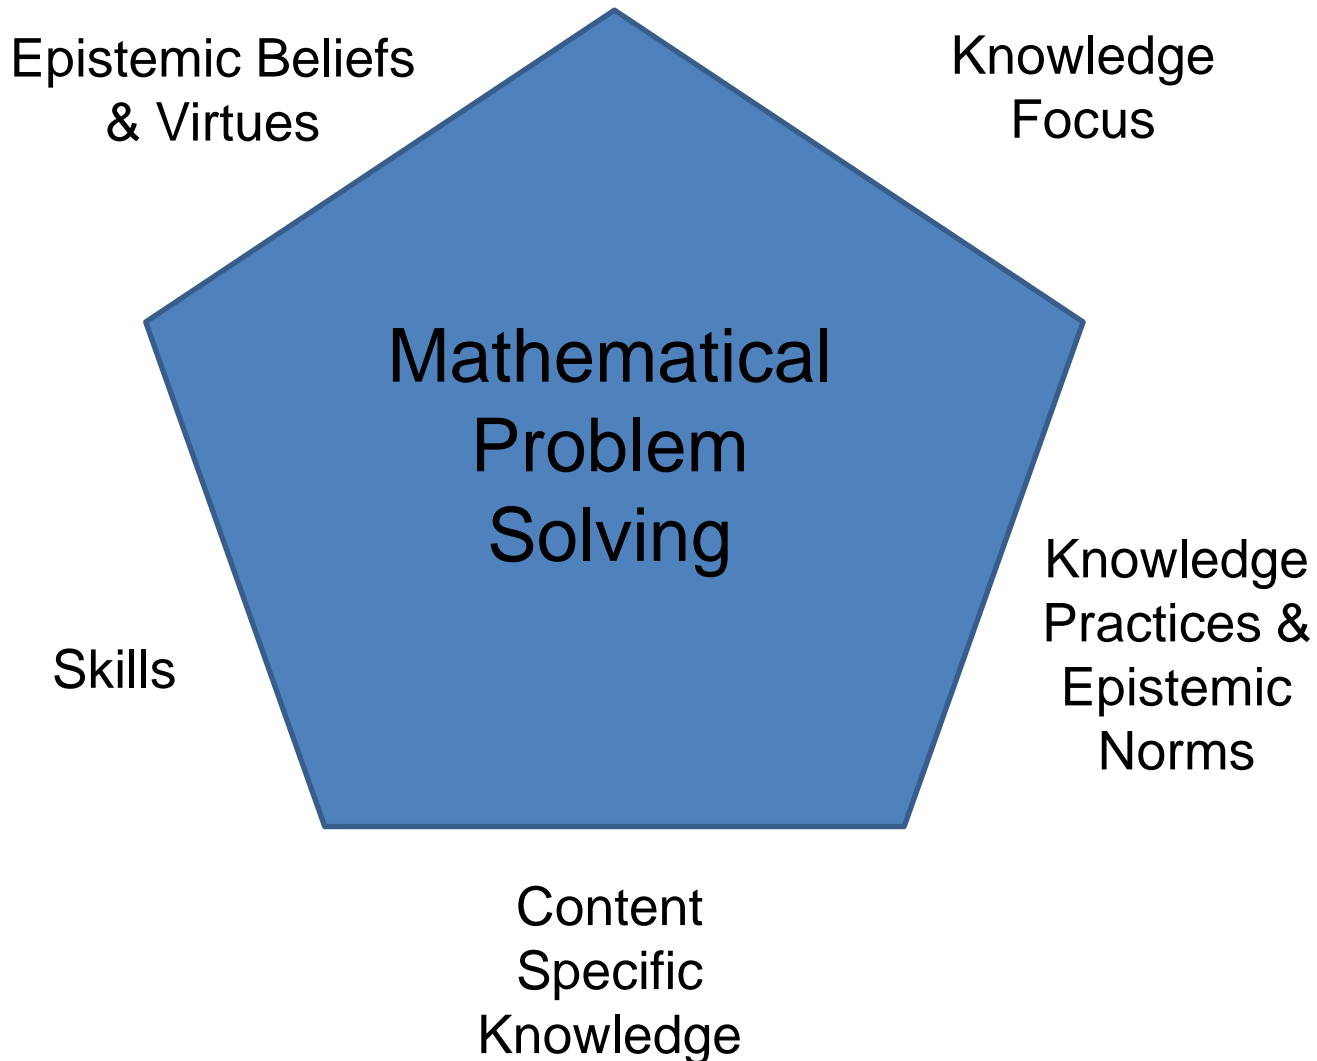 Epistemic Beliefs
& Virtues
Knowledge
Focus
Mathematical
Problem
Solving
Knowledge
Practices &
Epistemic
Norms
Skills
Content
Specific
Knowledge